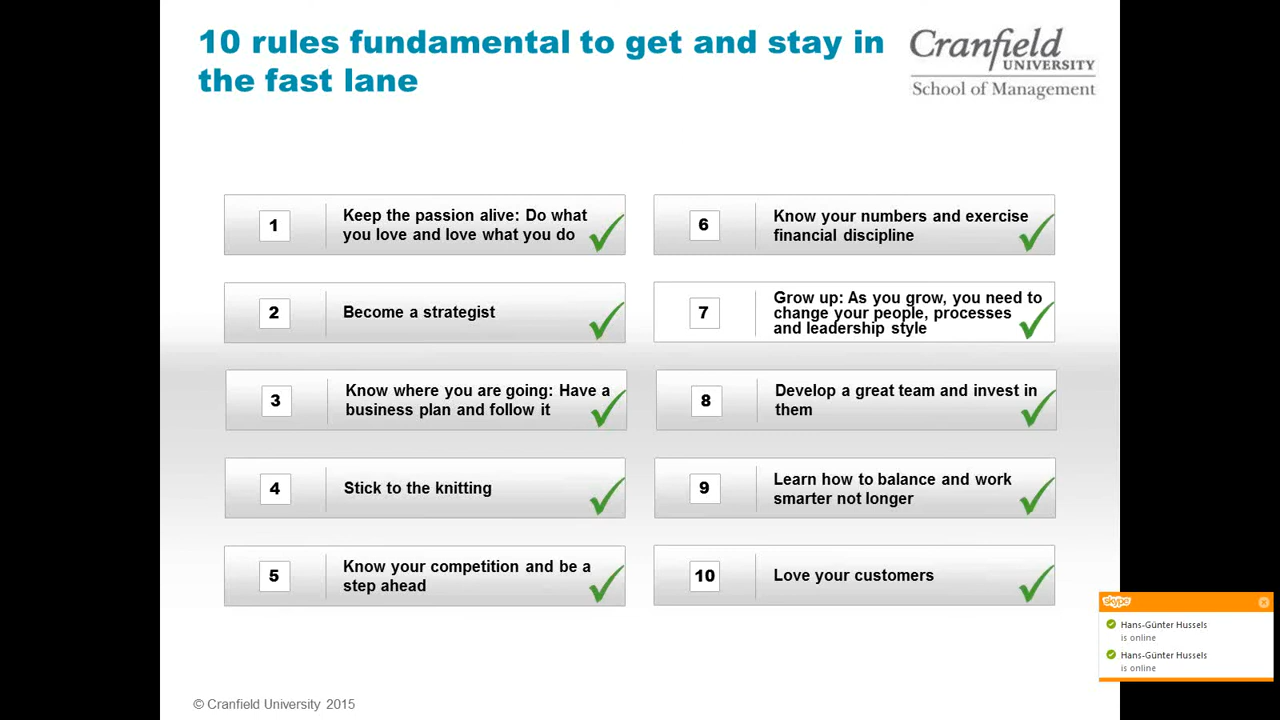 10 rules fundamental to get and stay in
the fast lane
Cranfield
UNIVERSITY
School of Management
1
Keep the passion alive: Do what
you love and love what you do
2
Become a strategist
3
Know where you are going: Have a
business plan and follow it
4
Stick to the knitting
5
Know your competition and be a
step ahead
6
Know your numbers and exercise
financial discipline
7
Grow up: As you grow, you need to
change your people, processes
and leadership style
8
Develop a great team and invest in
them
9
Learn how to balance and work
smarter not longer
10
Love your customers
skype
Hans-Günter Hussels
is online
Hans-Günter Hussels
is online
© Cranfield University 2015